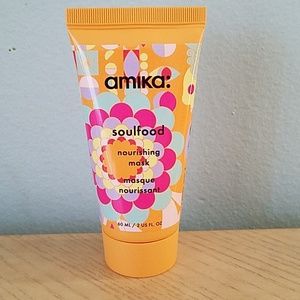 amika:
soulfood
nourishing
mask
masque
nourissant
60 ML / 2 US FL. OZ